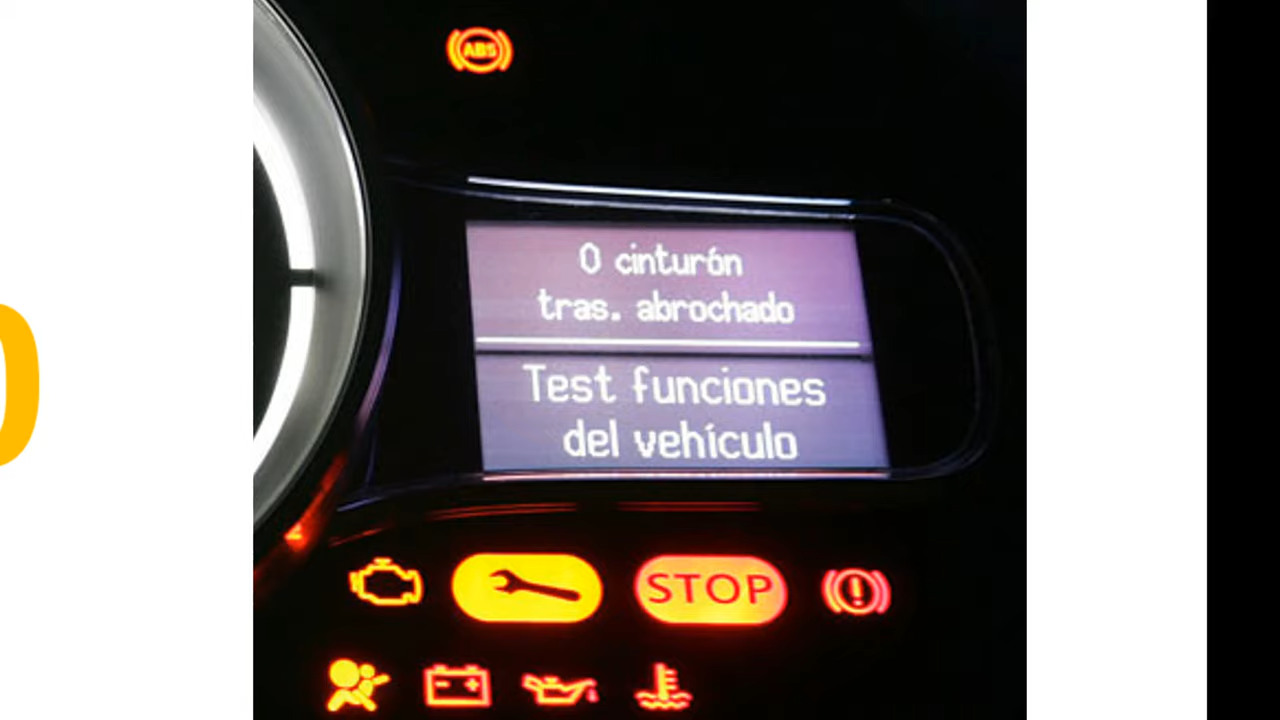 ABS
0 cinturón
tras. abrochado
Test funciones
del vehículo
STOP